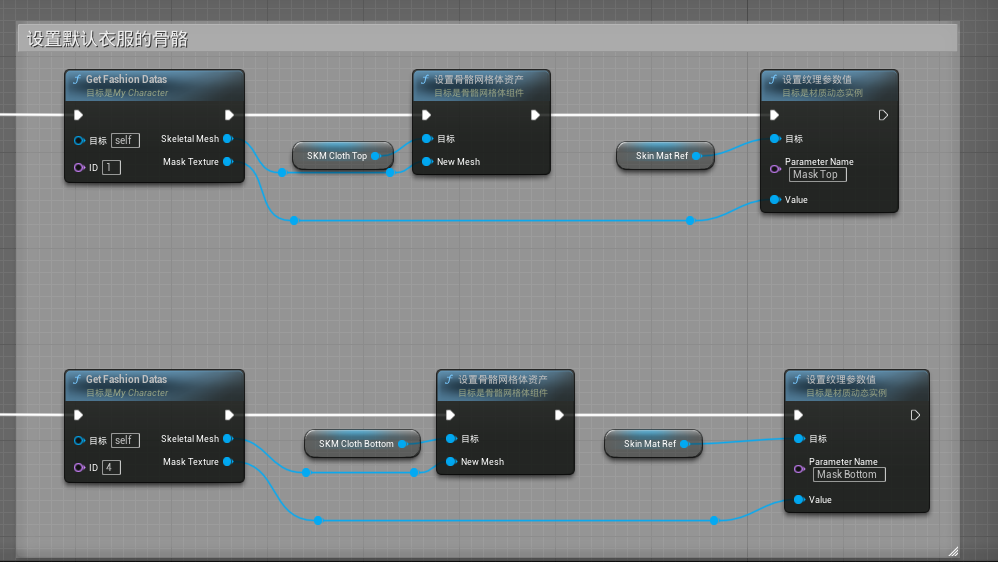 设置默认衣服的骨骼
Get Fashion Datas
目标是My Character
目标 self
Skeletal Mesh
ID 1
Mask Texture
SKM Cloth Top
设置骨骼网格体资产
目标是骨骼网格体组件
目标
New Mesh
Skin Mat Ref
设置纹理参数值
目标是材质动态实例
目标
Parameter Name
Mask Top
Value
Get Fashion Datas
目标是My Character
目标 self
Skeletal Mesh
ID 4
Mask Texture
SKM Cloth Bottom
设置骨骼网格体资产
目标是骨骼网格体组件
目标
New Mesh
Skin Mat Ref
设置纹理参数值
目标是材质动态实例
目标
Parameter Name
Mask Bottom
Value